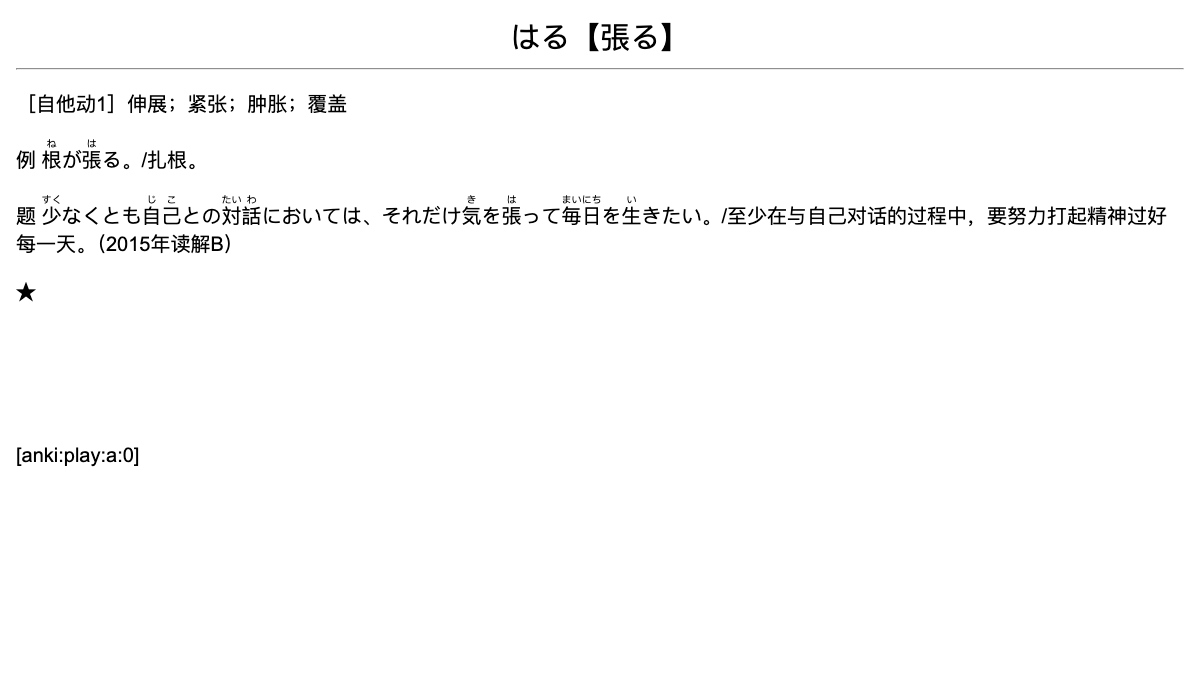 はる【張る】
［自他动1］伸展；紧张；肿胀；覆盖
ね は
例 根が張る。/扎根。
すく じ こ たい わ き は まいにち い
题 少なくとも自己との対話においては、それだけ気を張って毎日を生きたい。/至少在与自己对话的过程中，要努力打起精神过好
每一天。（2015年读解B）
★
[anki:play:a:0]